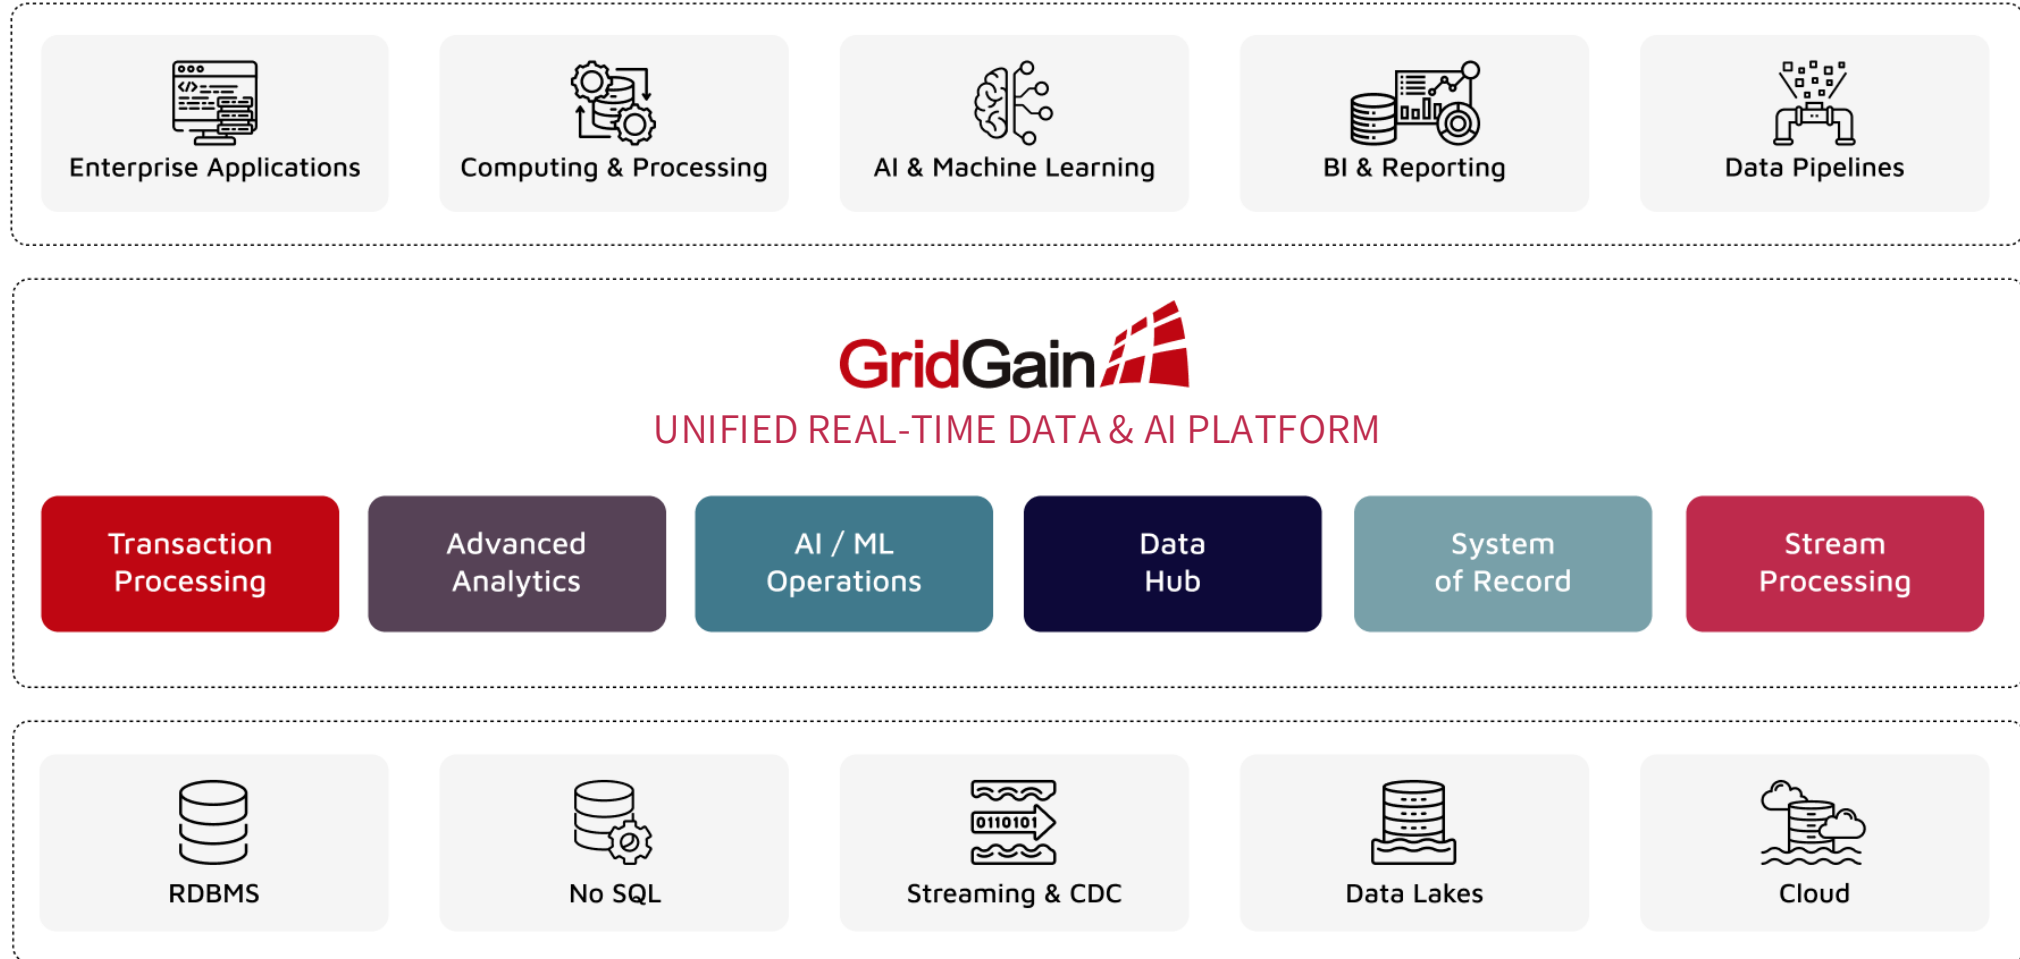 Enterprise Applications
Computing & Processing
AI & Machine Learning
BI & Reporting
Data Pipelines
GridGain
UNIFIED REAL-TIME DATA & AI PLATFORM
Transaction
Processing
Advanced
Analytics
AI / ML
Operations
Data
Hub
System
of Record
Stream
Processing
0110101
RDBMS
No SQL
Streaming & CDC
Data Lakes
Cloud